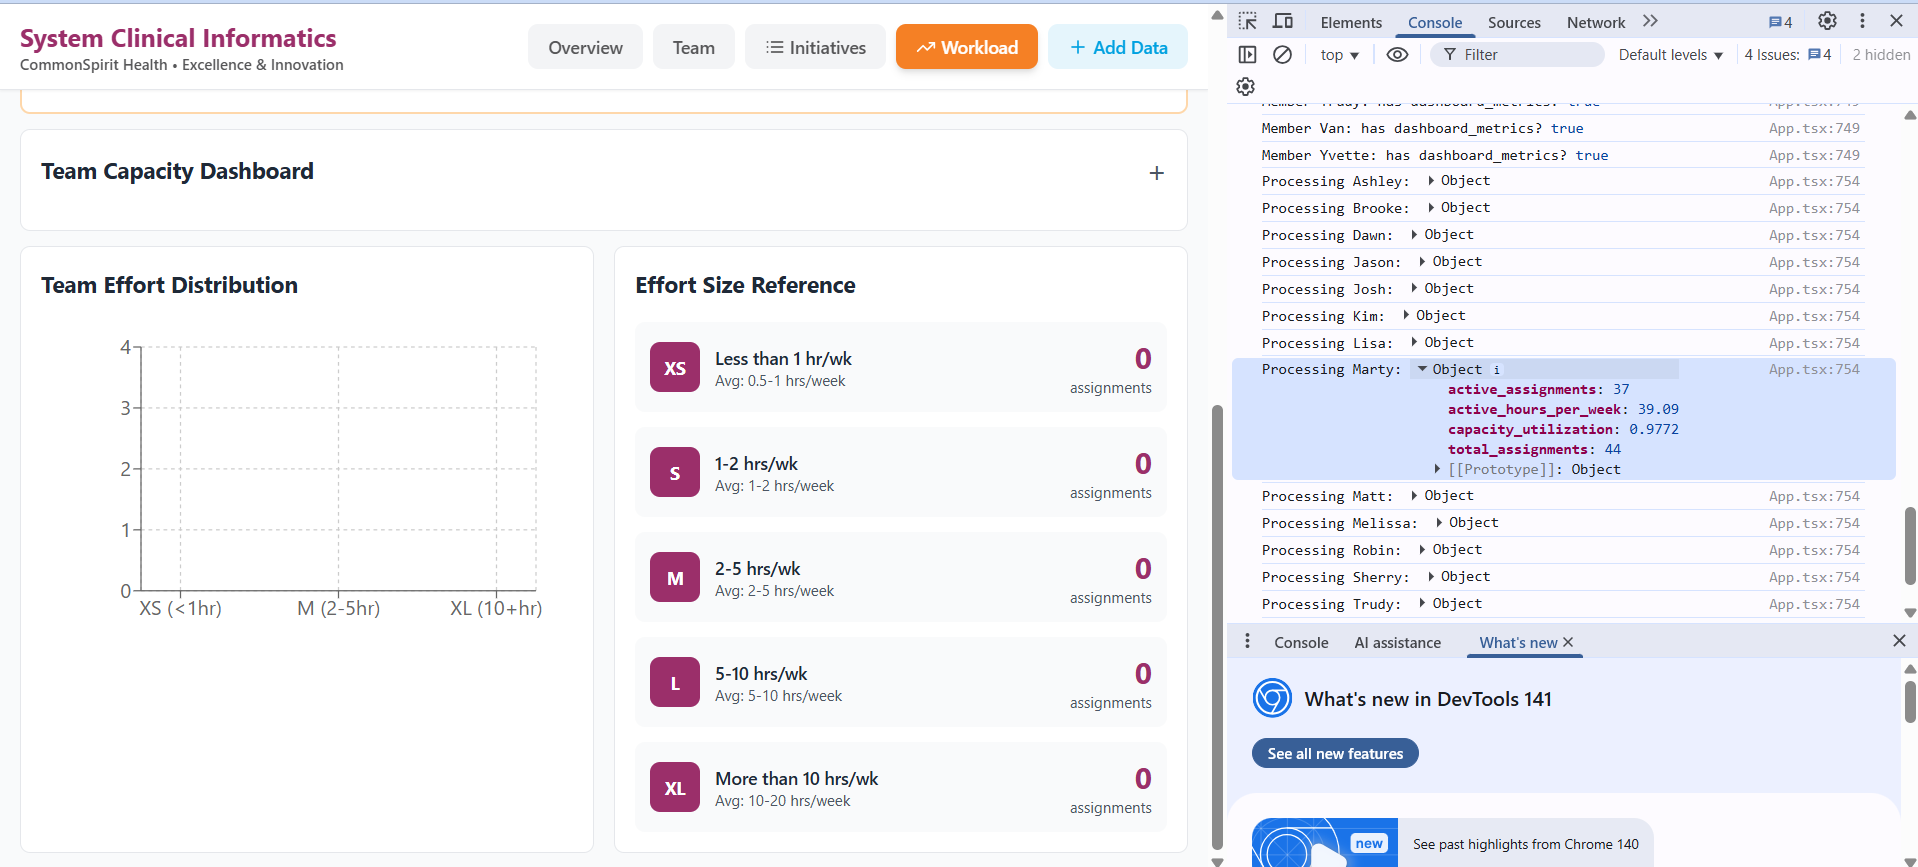 System Clinical Informatics
CommonSpirit Health • Excellence & Innovation
Overview
Team
Initiatives
Workload
+ Add Data
Team Capacity Dashboard
+
Team Effort Distribution
4
3
2
1
0
XS (<1hr)
M (2-5hr)
XL (10+hr)
Effort Size Reference
XS
Less than 1 hr/wk
Avg: 0.5-1 hrs/week
0
assignments
S
1-2 hrs/wk
Avg: 1-2 hrs/week
0
assignments
M
2-5 hrs/wk
Avg: 2-5 hrs/week
0
assignments
L
5-10 hrs/wk
Avg: 5-10 hrs/week
0
assignments
XL
More than 10 hrs/wk
Avg: 10-20 hrs/week
0
assignments
Elements
Console
Sources
Network
4
top
Filter
Default levels
4 Issues: 4
2 hidden
Member Trudy: has dashboard_metrics? true App.tsx:749
Member Van: has dashboard_metrics? true App.tsx:749
Member Yvette: has dashboard_metrics? true App.tsx:749
Processing Ashley: Object App.tsx:754
Processing Brooke: Object App.tsx:754
Processing Dawn: Object App.tsx:754
Processing Jason: Object App.tsx:754
Processing Josh: Object App.tsx:754
Processing Kim: Object App.tsx:754
Processing Lisa: Object App.tsx:754
Processing Marty: Object i App.tsx:754
active_assignments: 37
active_hours_per_week: 39.09
capacity_utilization: 0.9772
total_assignments: 44
[[Prototype]]: Object
Processing Matt: Object App.tsx:754
Processing Melissa: Object App.tsx:754
Processing Robin: Object App.tsx:754
Processing Sherry: Object App.tsx:754
Processing Trudy: Object App.tsx:754
Console
AI assistance
What's new
What's new in DevTools 141
See all new features
new
See past highlights from Chrome 140